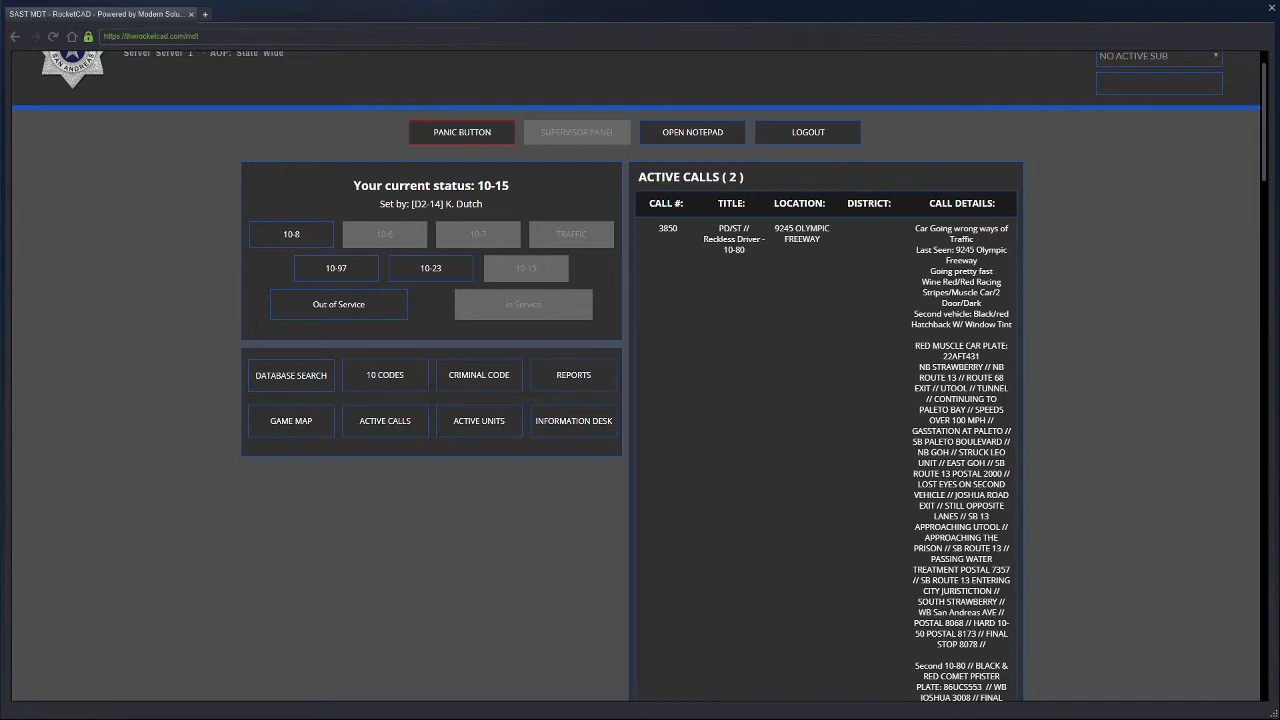 SAST MDT - RocketCAD - Powered by Modern Solu...
https://therocketcad.com/mdt
SAN ANDREAS
Server Server 1 - AOP: State Wide
NO ACTIVE SUB
PANIC BUTTON
SUPERVISOR PANEL
OPEN NOTEPAD
LOGOUT
Your current status: 10-15
Set by: [D2-14] K. Dutch
10-8
10-6
10-7
TRAFFIC
10-97
10-23
10-15
Out of Service
In Service
DATABASE SEARCH
10 CODES
CRIMINAL CODE
REPORTS
GAME MAP
ACTIVE CALLS
ACTIVE UNITS
INFORMATION DESK
ACTIVE CALLS ( 2 )
CALL #: TITLE: LOCATION: DISTRICT: CALL DETAILS:
3850
PD/ST //
Reckless Driver -
10-80
9245 OLYMPIC
FREEWAY
Car Going wrong ways of
Traffic
Last Seen: 9245 Olympic
Freeway
Going pretty fast
Wine Red/Red Racing
Stripes/Muscle Car/2
Door/Dark
Second vehicle: Black/red
Hatchback W/ Window Tint
RED MUSCLE CAR PLATE:
22AFT431
NB STRAWBERRY // NB
ROUTE 13 // ROUTE 68
EXIT // UTOOL // TUNNEL
// CONTINUING TO
PALETO BAY // SPEEDS
OVER 100 MPH //
GASSTATION AT PALETO //
SB PALETO BOULEVARD //
NB GOH // STRUCK LEO
UNIT // EAST GOH // SB
ROUTE 13 POSTAL 2000 //
LOST EYES ON SECOND
VEHICLE // JOSHUA ROAD
EXIT // STILL OPPOSITE
LANES // SB 13
APPROACHING UTOOL //
APPROACHING THE
PRISON // SB ROUTE 13 //
PASSING WATER
TREATMENT POSTAL 7357
// SB ROUTE 13 ENTERING
CITY JURISTICTION //
SOUTH STRAWBERRY //
WB San Andreas AVE //
POSTAL 8068 // HARD 10-
50 POSTAL 8173 // FINAL
STOP 8078 //
Second 10-80 // BLACK &
RED COMET PFISTER
PLATE: 86UCS553 // WB
JOSHUA 3008 // FINAL